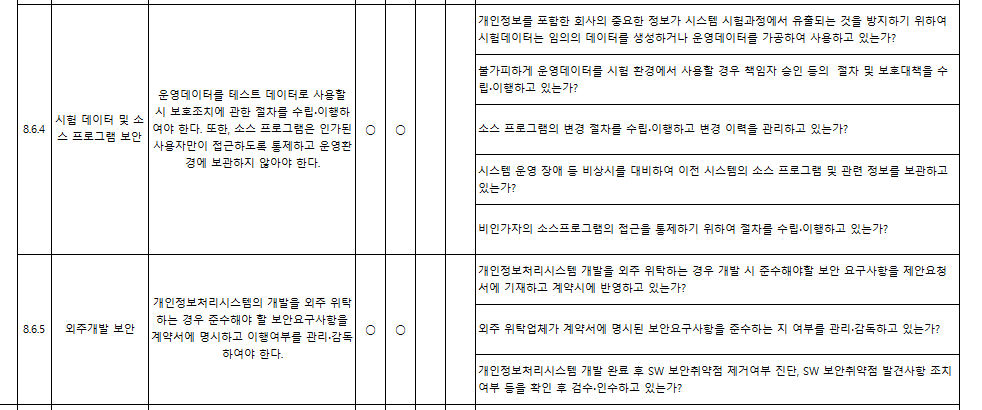 8.6.4
시험 데이터 및 소
스 프로그램 보안
운영데이터를 테스트 데이터로 사용할
시 보호조치에 관한 절차를 수립·이행하
여야 한다. 또한, 소스 프로그램은 인가된
사용자만이 접근하도록 통제하고 운영환
경에 보관하지 않아야 한다.
○
○
개인정보를 포함한 회사의 중요한 정보가 시스템 시험과정에서 유출되는 것을 방지하기 위하여
시험데이터는 임의의 데이터를 생성하거나 운영데이터를 가공하여 사용하고 있는가?
불가피하게 운영데이터를 시험 환경에서 사용할 경우 책임자 승인 등의 절차 및 보호대책을 수
립·이행하고 있는가?
소스 프로그램의 변경 절차를 수립·이행하고 변경 이력을 관리하고 있는가?
시스템 운영 장애 등 비상시를 대비하여 이전 시스템의 소스 프로그램 및 관련 정보를 보관하고
있는가?
비인가자의 소스프로그램의 접근을 통제하기 위하여 절차를 수립·이행하고 있는가?
8.6.5
외주개발 보안
개인정보처리시스템의 개발을 외주 위탁
하는 경우 준수해야 할 보안요구사항을
계약서에 명시하고 이행여부를 관리·감독
하여야 한다.
○
○
개인정보처리시스템 개발을 외주 위탁하는 경우 개발 시 준수해야할 보안 요구사항을 제안요청
서에 기재하고 계약시에 반영하고 있는가?
외주 위탁업체가 계약서에 명시된 보안요구사항을 준수하는 지 여부를 관리·감독하고 있는가?
개인정보처리시스템 개발 완료 후 SW 보안취약점 제거여부 진단, SW 보안취약점 발견사항 조치
여부 등을 확인 후 검수·인수하고 있는가?